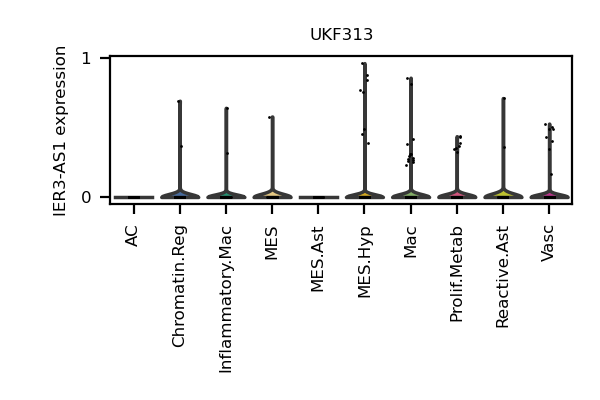 UKF313
IER3-AS1 expression
1
0
AC
Chromatin.Reg
Inflammatory.Mac
MES
MES.Ast
MES.Hyp
Mac
Prolif.Metab
Reactive.Ast
Vasc